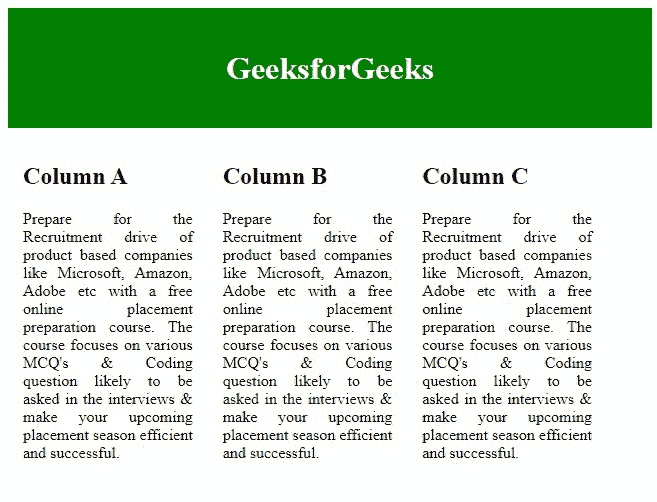 GeeksforGeeks
Column A
Prepare for the
Recruitment drive of
product based companies
like Microsoft, Amazon,
Adobe etc with a free
online placement
preparation course. The
course focuses on various
MCQ's & Coding
question likely to be
asked in the interviews &
make your upcoming
placement season efficient
and successful.
Column B
Prepare for the
Recruitment drive of
product based companies
like Microsoft, Amazon,
Adobe etc with a free
online placement
preparation course. The
course focuses on various
MCQ's & Coding
question likely to be
asked in the interviews &
make your upcoming
placement season efficient
and successful.
Column C
Prepare for the
Recruitment drive of
product based companies
like Microsoft, Amazon,
Adobe etc with a free
online placement
preparation course. The
course focuses on various
MCQ's & Coding
question likely to be
asked in the interviews &
make your upcoming
placement season efficient
and successful.